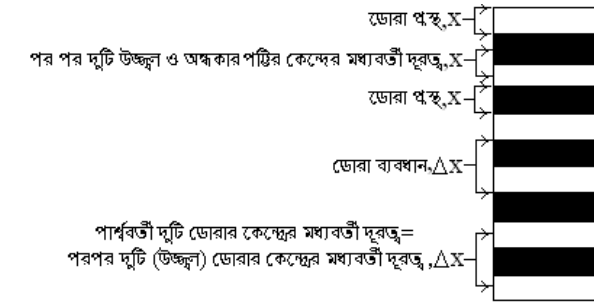 ডোরা প্রস্থ,X
পর পর দুটি উজ্জ্বল ও অন্ধকারপট্টির কেন্দের মধ্যবর্তী দূরত্ব,X
ডোরা প্রস্থ,X
ডোরা ব্যবধান,△X
পার্শ্ববর্তী দুটি ডোরার কেন্দ্রের মধ্যবর্তী দূরত্ব=
পরপর দুটি (উজ্জ্বল) ডোরার কেন্দ্রের মধ্যবর্তী দূরত্ব ,△X